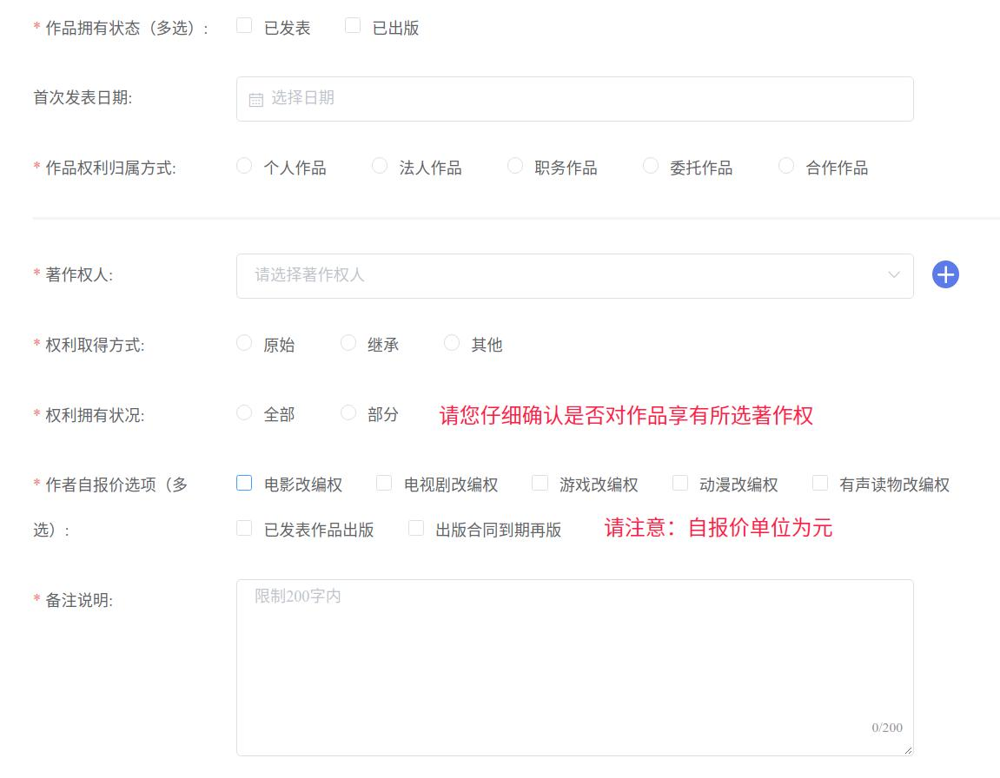 * 作品拥有状态（多选）: 已发表 已出版
首次发表日期: 选择日期
* 作品权利归属方式: 个人作品 法人作品 职务作品 委托作品 合作作品
* 著作权人: 请选择著作权人
* 权利取得方式: 原始 继承 其他
* 权利拥有状况: 全部 部分 请您仔细确认是否对作品享有所选著作权
* 作者自报价选项（多 电影改编权 电视剧改编权 游戏改编权 动漫改编权 有声读物改编权
选）: 已发表作品出版 出版合同到期再版 请注意：自报价单位为元
* 备注说明: 限制200字内
0/200